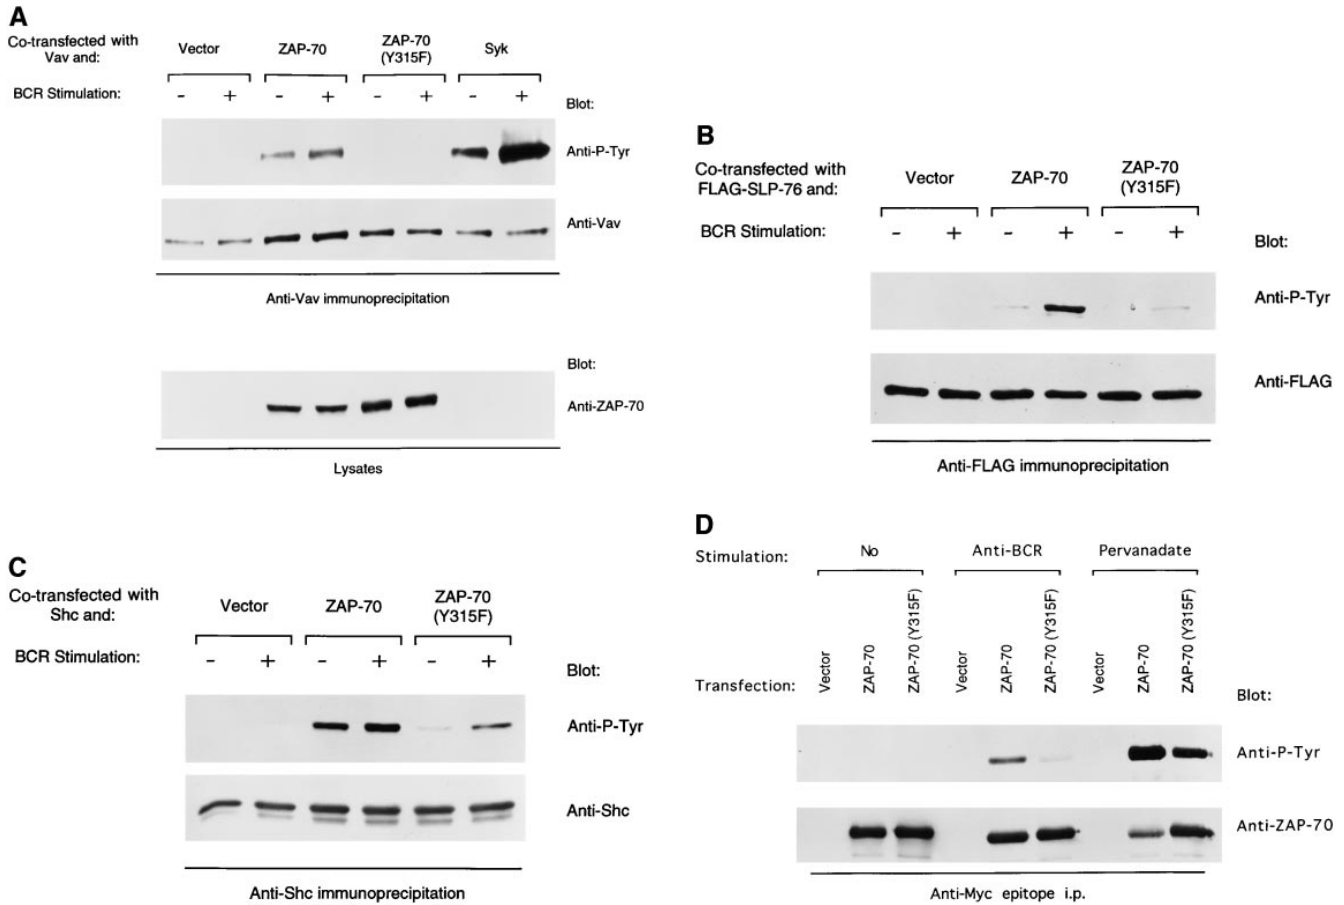 A
Co-transfected with
Vav and:
Vector
ZAP-70
ZAP-70
(Y315F)
Syk
BCR Stimulation:
- + - + - + - +
Blot:
Anti-P-Tyr
Anti-Vav
Anti-Vav immunoprecipitation
Blot:
Anti-ZAP-70
Lysates
B
Co-transfected with
FLAG-SLP-76 and:
Vector
ZAP-70
ZAP-70
(Y315F)
BCR Stimulation:
- + - + - +
Blot:
Anti-P-Tyr
Anti-FLAG
Anti-FLAG immunoprecipitation
C
Co-transfected with
Shc and:
Vector
ZAP-70
ZAP-70
(Y315F)
BCR Stimulation:
- + - + - +
Blot:
Anti-P-Tyr
Anti-Shc
Anti-Shc immunoprecipitation
D
Stimulation:
No
Anti-BCR
Pervanadate
Transfection:
Vector
ZAP-70
ZAP-70 (Y315F)
Vector
ZAP-70
ZAP-70 (Y315F)
Vector
ZAP-70
ZAP-70 (Y315F)
Blot:
Anti-P-Tyr
Anti-ZAP-70
Anti-Myc epitope i.p.